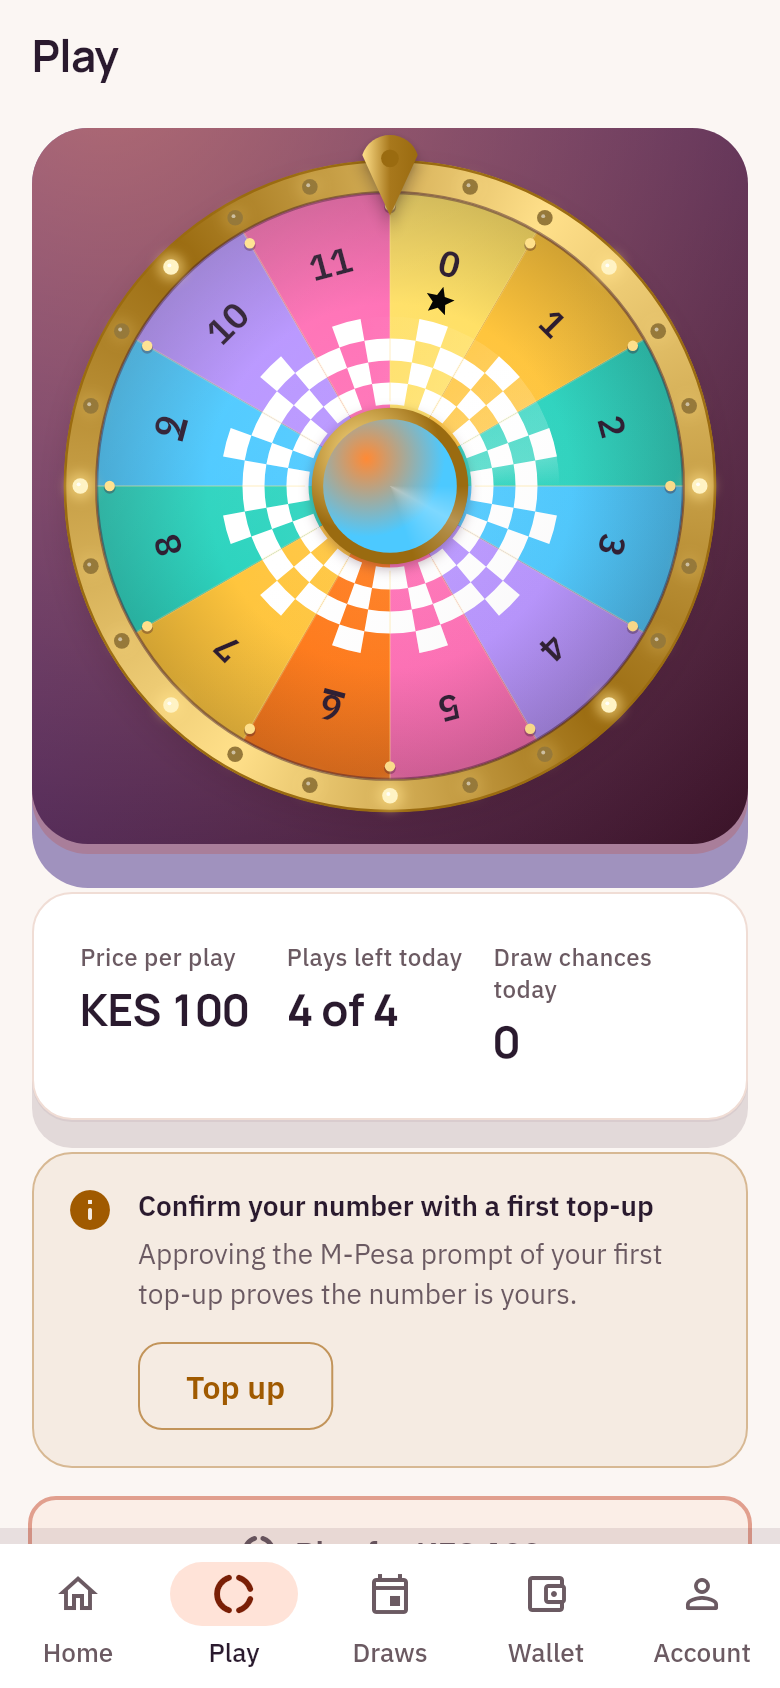 Play
11
0
10
1
9
2
8
3
7
4
6
5
Price per play
Plays left today
Draw chances
today
KES 100
4 of 4
0
Confirm your number with a first top-up
Approving the M-Pesa prompt of your first
top-up proves the number is yours.
Top up
Home
Play
Draws
Wallet
Account